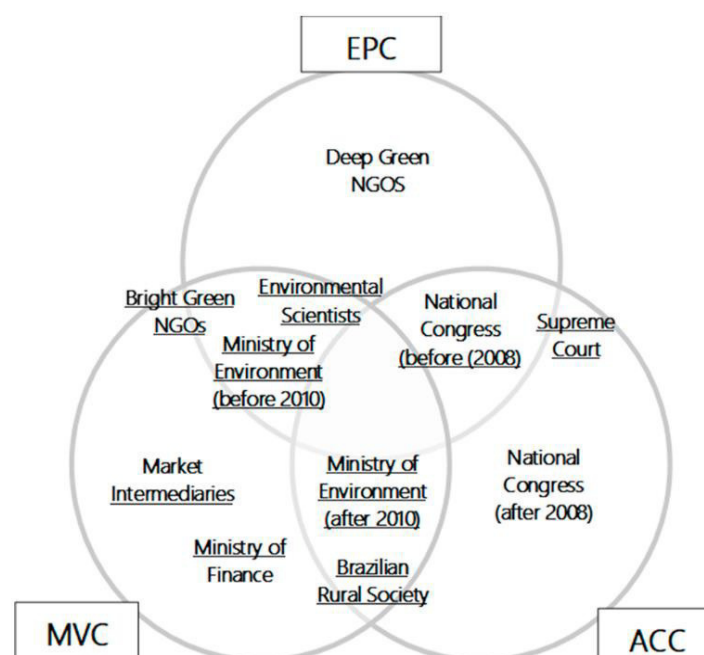 EPC
Deep Green
NGOS
Bright Green
NGOs
Environmental
Scientists
Ministry of
Environment
(before 2010)
National
Congress
(before (2008)
Supreme
Court
Market
Intermediaries
Ministry of
Environment
(after 2010)
National
Congress
(after 2008)
Ministry of
Finance
Brazilian
Rural Society
MVC
ACC